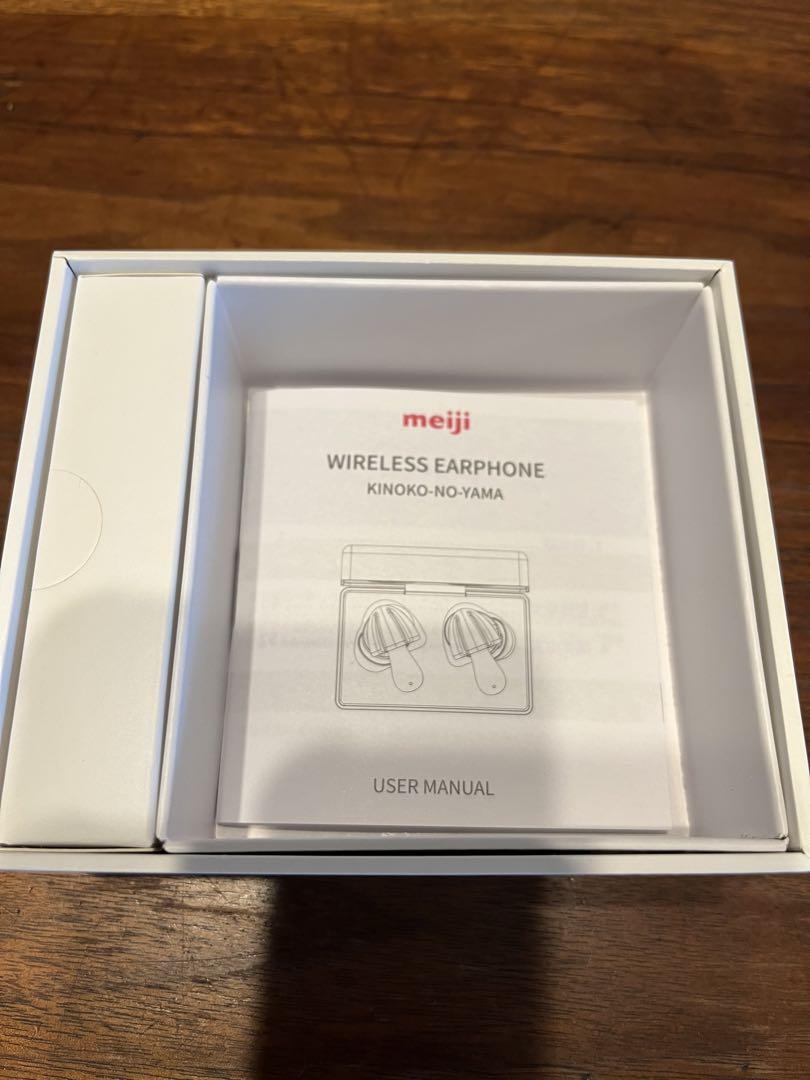 meiji
WIRELESS EARPHONE
KINOKO-NO-YAMA
USER MANUAL